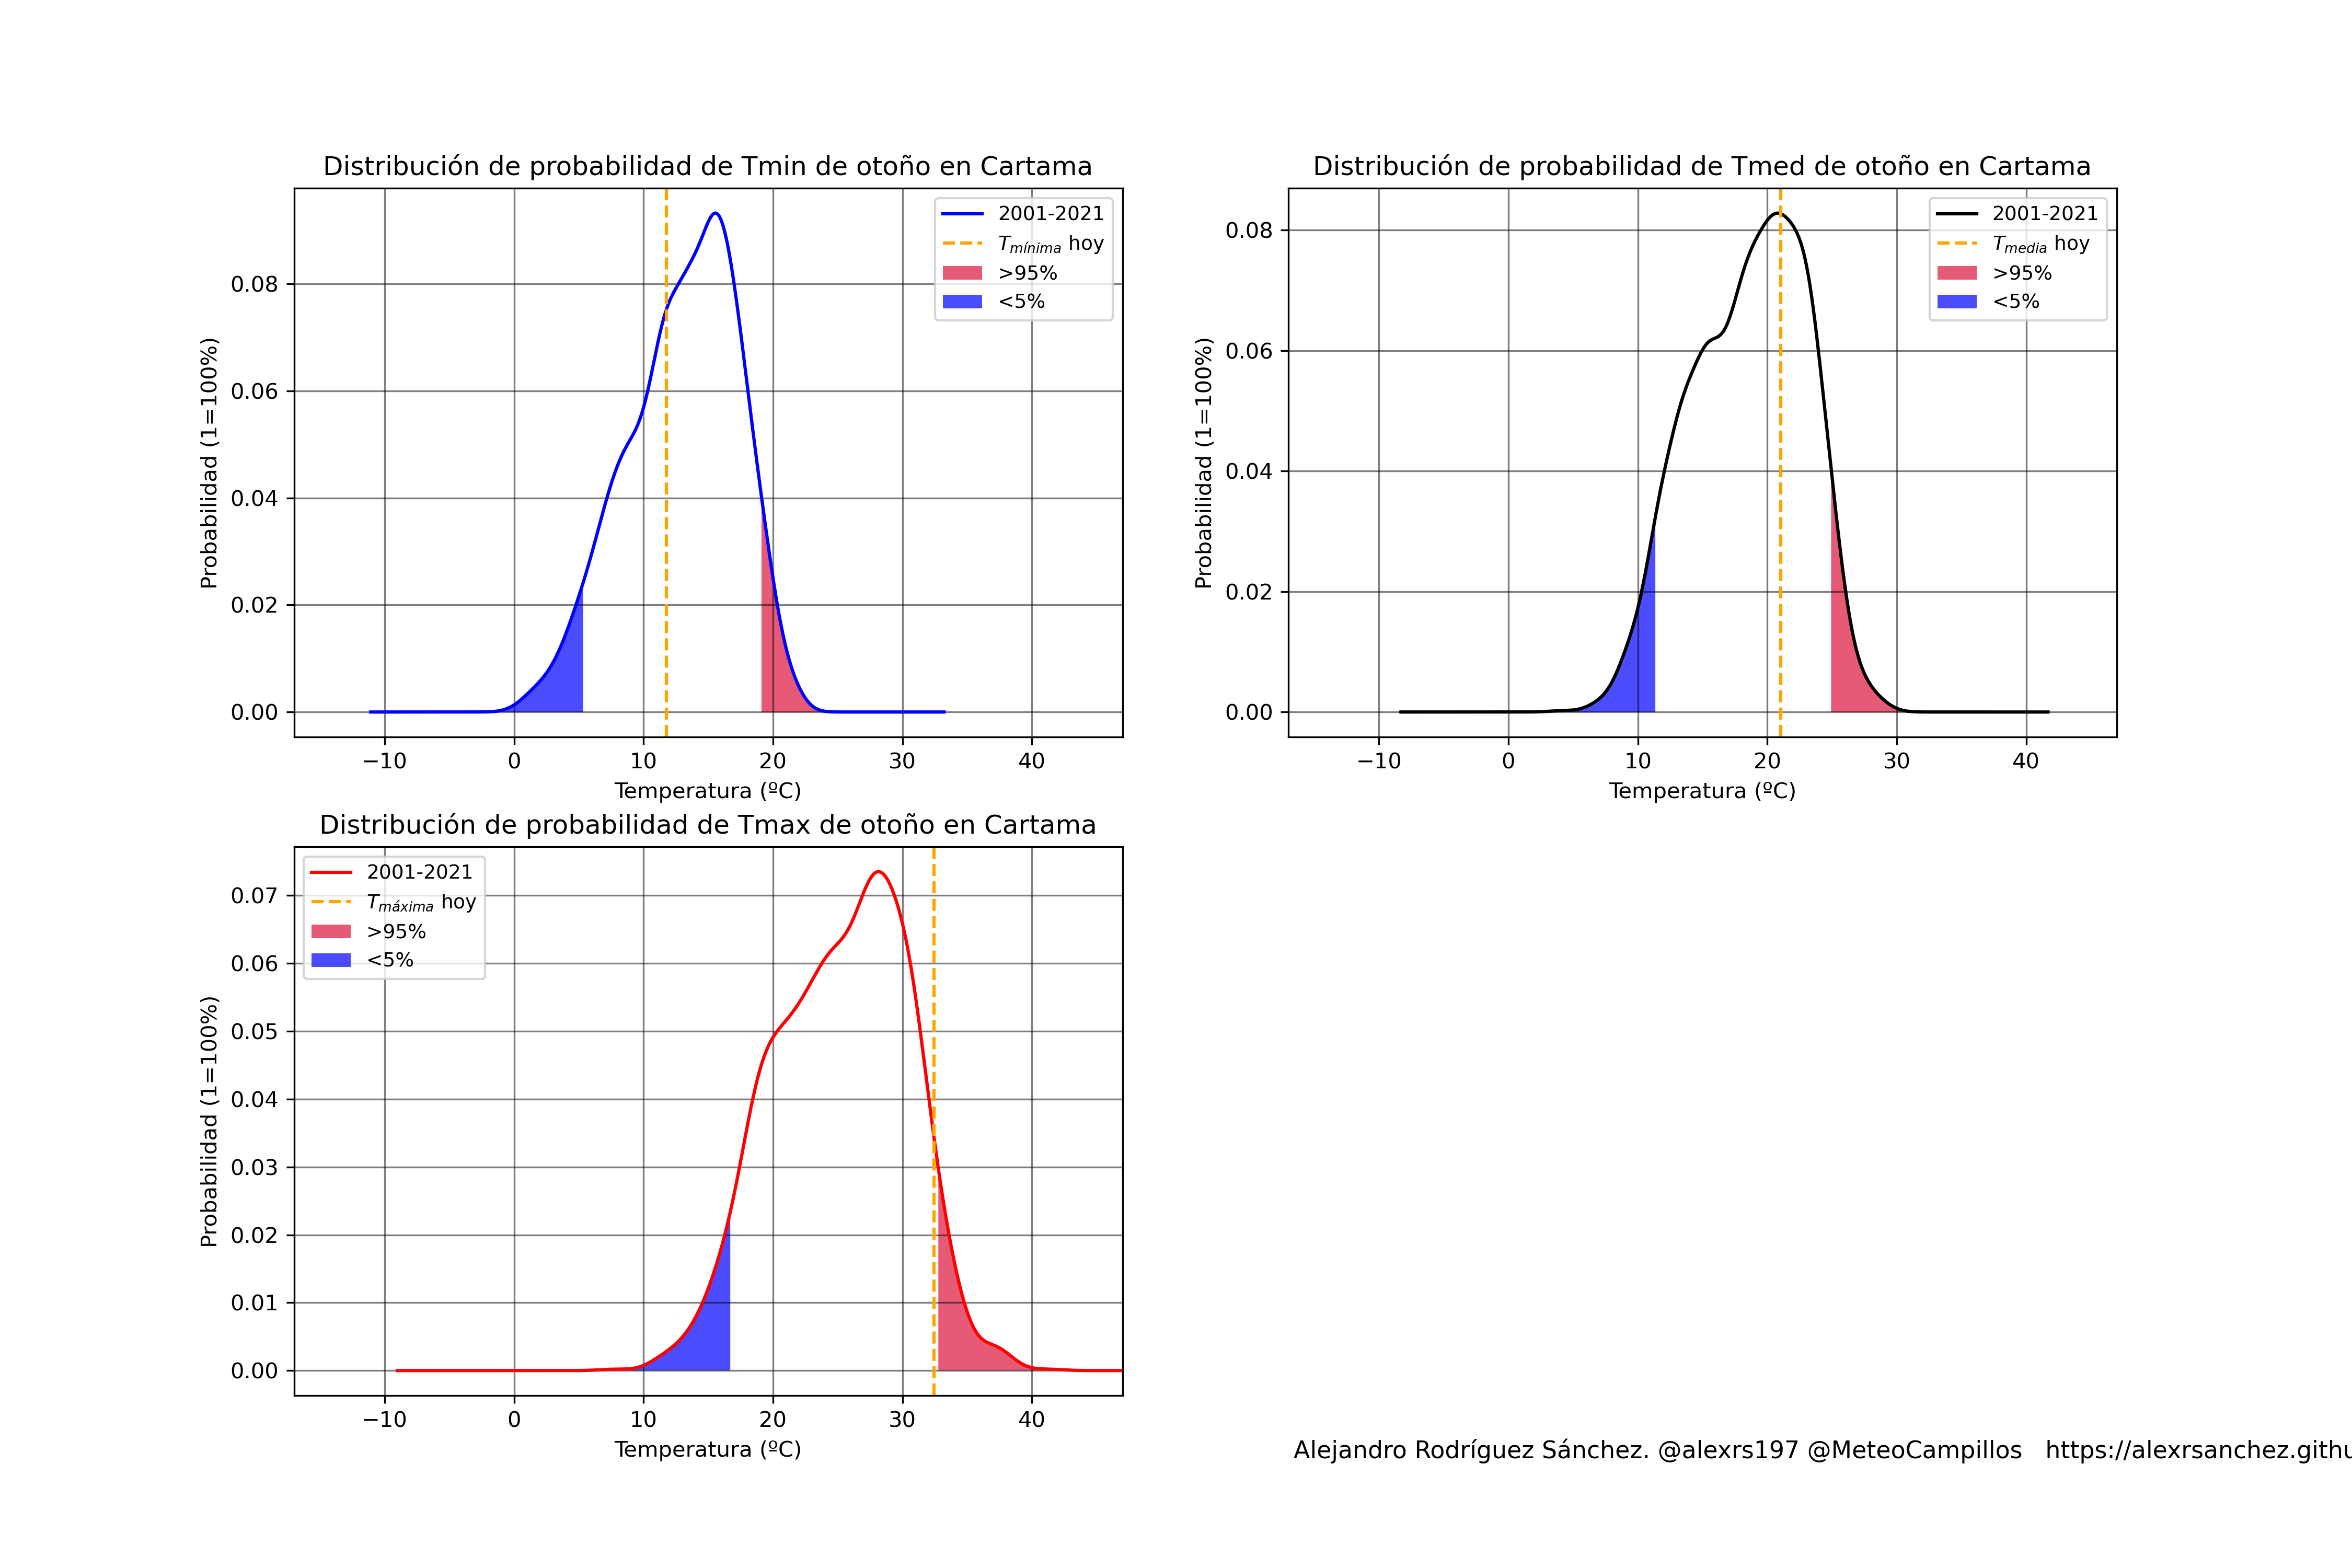 Distribución de probabilidad de Tmin de otoño en Cartama
Probabilidad (1=100%)
0.08
0.06
0.04
0.02
0.00
2001-2021
Tmínima hoy
>95%
<5%
−10 0 10 20 30 40
Temperatura (ºC)
Distribución de probabilidad de Tmed de otoño en Cartama
Probabilidad (1=100%)
0.08
0.06
0.04
0.02
0.00
2001-2021
Tmedia hoy
>95%
<5%
−10 0 10 20 30 40
Temperatura (ºC)
Distribución de probabilidad de Tmax de otoño en Cartama
Probabilidad (1=100%)
0.07
0.06
0.05
0.04
0.03
0.02
0.01
0.00
2001-2021
Tmáxima hoy
>95%
<5%
−10 0 10 20 30 40
Temperatura (ºC)
Alejandro Rodríguez Sánchez. @alexrs197 @MeteoCampillos https://alexrsanchez.githu